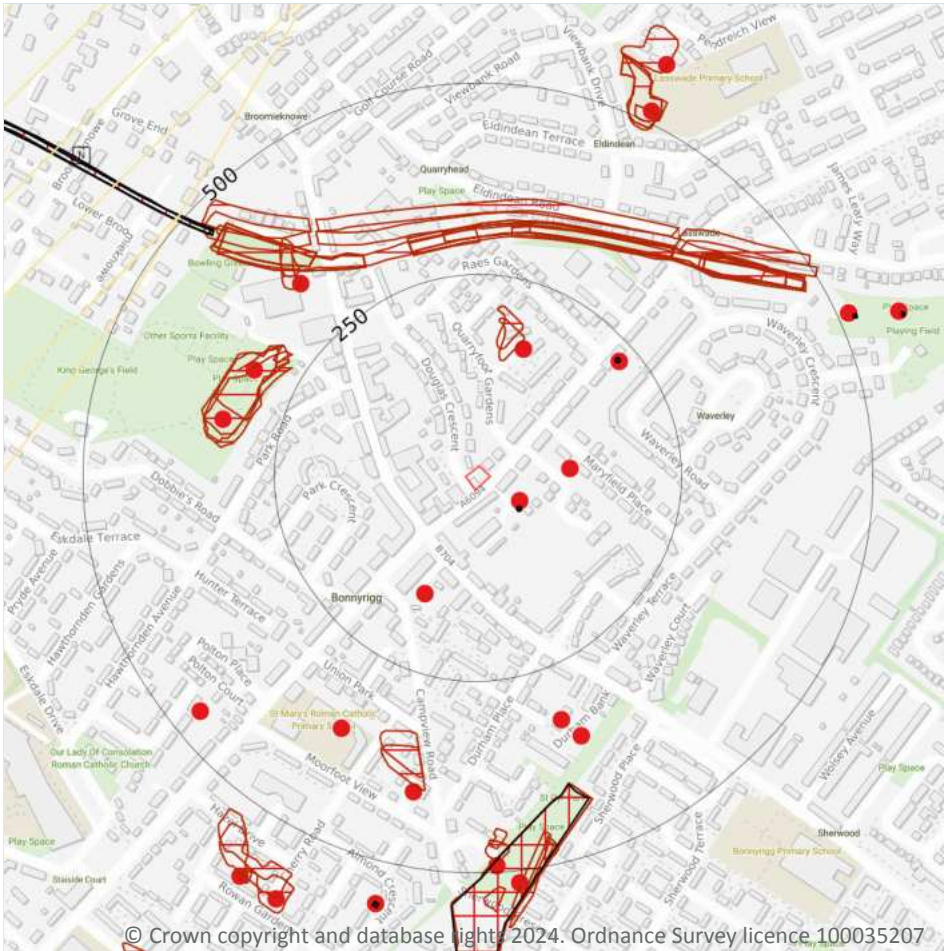 Pendreich View
Viewbank Drive
Lasswade Primary School
Golf Course Road
Viewbank Road
Grove End
Broomieknowe
Eldindean Terrace
Eldindean
N
Quarryhead
Play Space
500
Eldindean Road
James Leary Way
Lower Broomieknowe
Bowling Gre
Raes Gardens
Play Space
Playing Field
250
Other Sports Facility
Play Space
King George's Field
Quarryfoot Gardens
Douglas Crescent
Waverley Crescent
Waverley
Park Road
Waverley Road
Maryfield Place
Dobbie's Road
Park Crescent
A6094
Eskdale Terrace
B704
Pryde Avenue
Hawthornden Gardens
Hawthornden Avenue
Hunter Terrace
Bonnyrigg
Waverley Terrace
Waverley Court
Polton Place
Polton Court
Union Park
Eskdale Drive
St Mary's Roman Catholic
Primary
Campview Road
Durham Place
Durham Bank
Our Lady Of Consolation
Roman Catholic Church
Moorfoot View
Sherwood Place
Wolsey Avenue
Play Space
Play Space
Play Space
Sherwood
Sherwood Terrace
Bonnyrigg Primary School
Staiside Court
Almond Crescent
Rowan Gardens
© Crown copyright and database rights 2024. Ordnance Survey licence 100035207